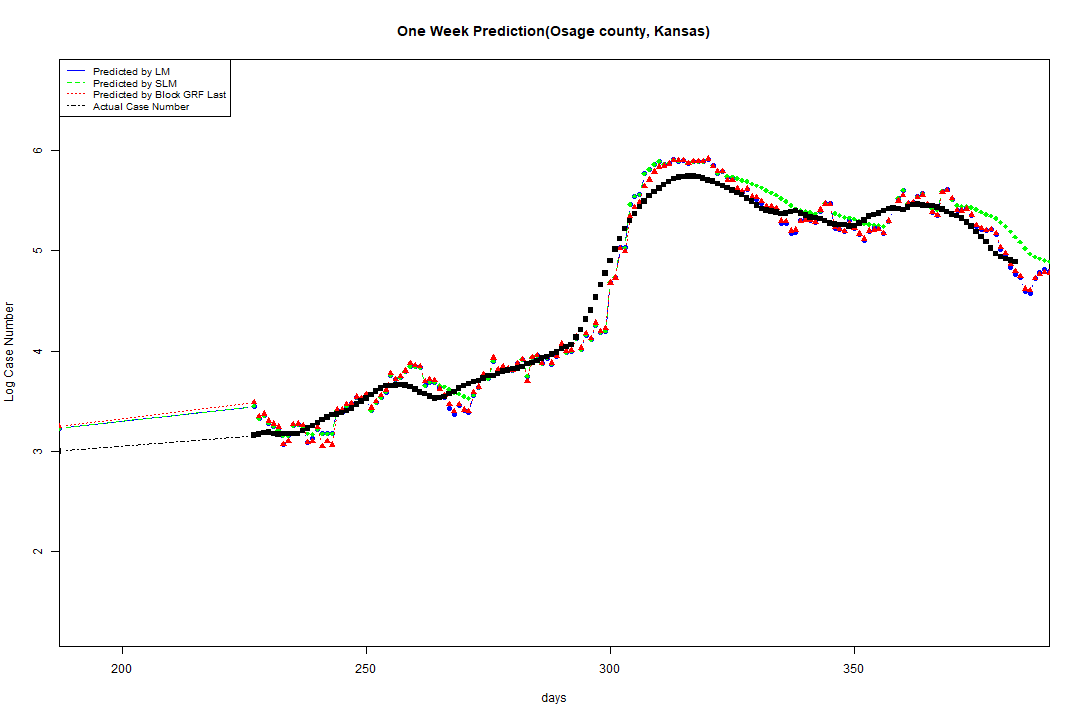 One Week Prediction(Osage county, Kansas)
Predicted by LM
Predicted by SLM
Predicted by Block GRF Last
Actual Case Number
Log Case Number
6
5
4
3
2
200 250 300 350
days